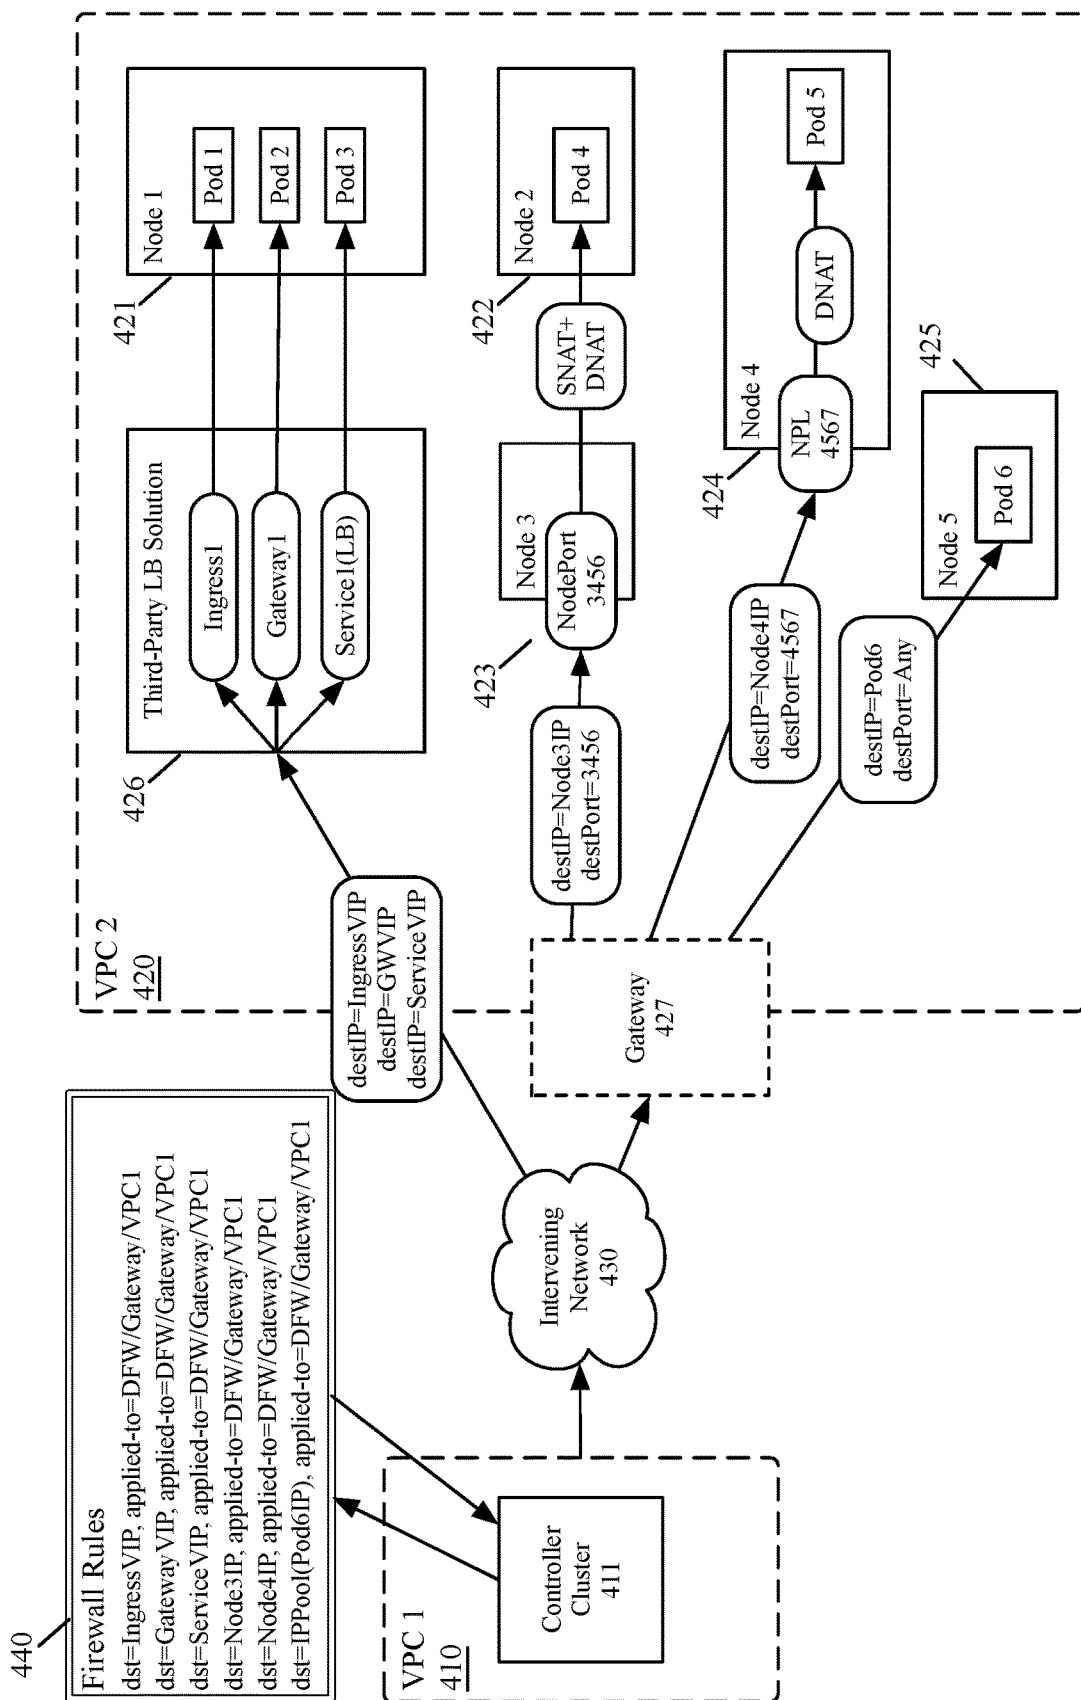 440
Firewall Rules
dst=IngressVIP, applied-to=DFW/Gateway/VPC1
dst=GatewayVIP, applied-to=DFW/Gateway/VPC1
dst=ServiceVIP, applied-to=DFW/Gateway/VPC1
dst=Node3IP, applied-to=DFW/Gateway/VPC1
dst=Node4IP, applied-to=DFW/Gateway/VPC1
dst=IPPool(Pod6IP), applied-to=DFW/Gateway/VPC1
VPC 1
410
Controller
Cluster
411
Intervening
Network
430
VPC 2
420
destIP=IngressVIP
destIP=GWVIP
destIP=ServiceVIP
Gateway
427
426
Third-Party LB Solution
Ingress1
Gateway1
Service1(LB)
421
Node 1
Pod 1
Pod 2
Pod 3
destIP=Node3IP
destPort=3456
423
Node 3
NodePort
3456
SNAT+
DNAT
422
Node 2
Pod 4
destIP=Node4IP
destPort=4567
424
Node 4
NPL
4567
DNAT
Pod 5
destIP=Pod6
destPort=Any
425
Node 5
Pod 6